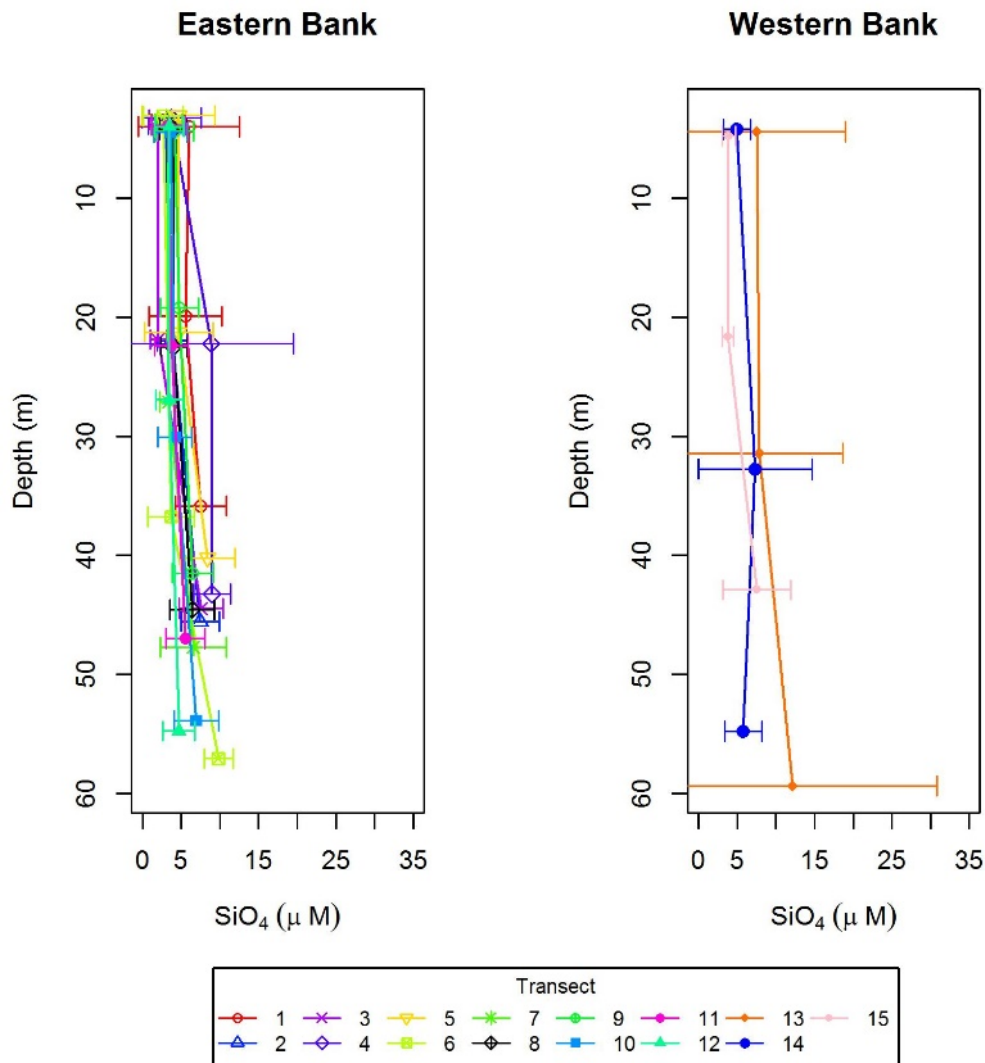 Eastern Bank
Western Bank
Depth (m)
10
20
30
40
50
60
0 5 15 25 35
SiO₄ (μ M)
Depth (m)
10
20
30
40
50
60
0 5 15 25 35
SiO₄ (μ M)
Transect
1 3 5 7 9 11 13 15
2 4 6 8 10 12 14